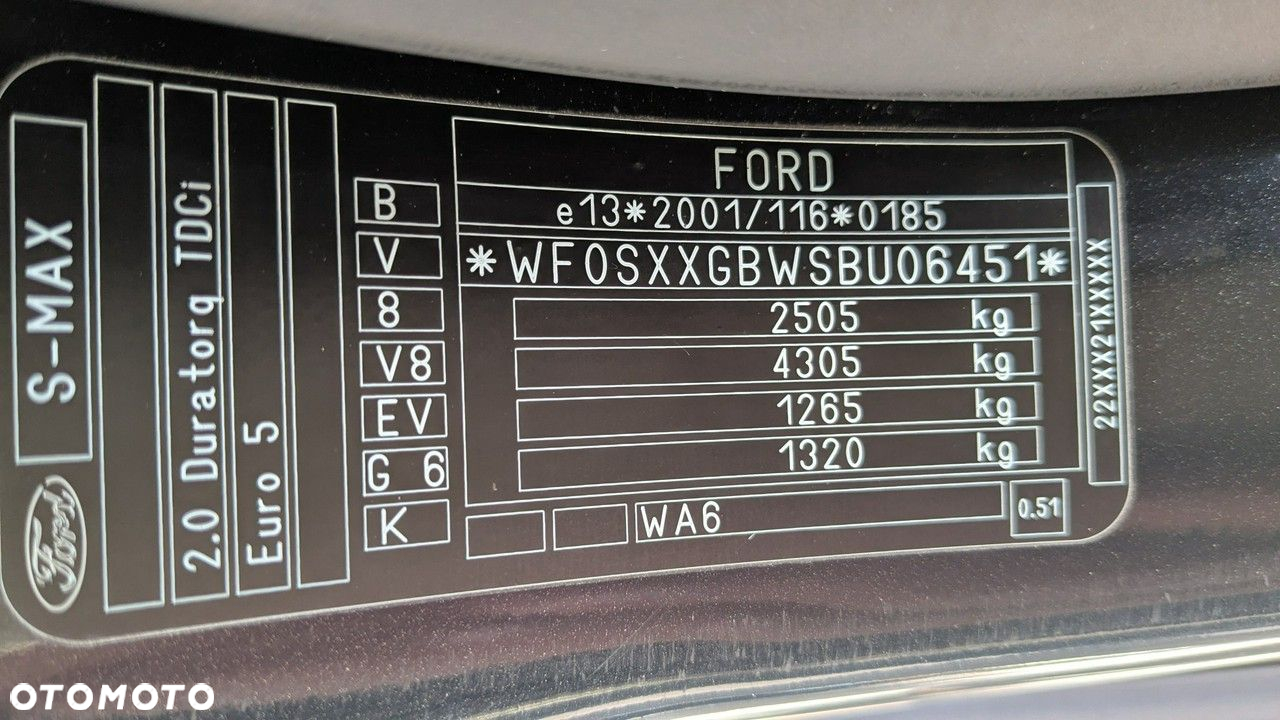 S-MAX
Ford
2.0 Duratorq TDCi
Euro 5
B
V
8
V8
EV
G 6
K
FORD
e13*2001/116*0185
*WF0SXXGBWSBU06451*
2505 kg
4305 kg
1265 kg
1320 kg
WA6
0.51
22XXX21XXXXX
OTOMOTO